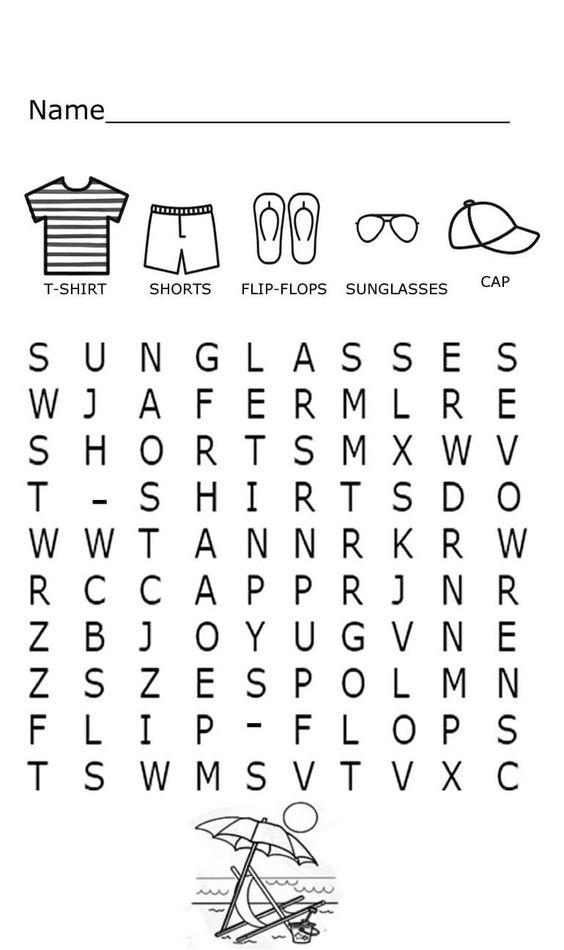 Name
T-SHIRT SHORTS FLIP-FLOPS SUNGLASSES CAP
S U N G L A S S E S
W J A F E R M L R E
S H O R T S M X W V
T - S H I R T S D O
W W T A N N R K R W
R C C A P P R J N R
Z B J O Y U G V N E
Z S Z E S P O L M N
F L I P - F L O P S
T S W M S V T V X C